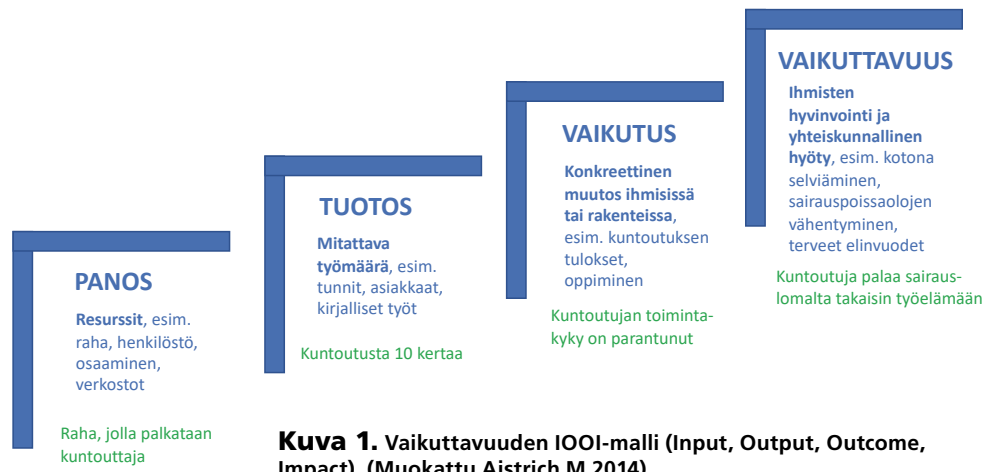 PANOS
Resurssit, esim.
raha, henkilöstö,
osaaminen,
verkostot
Raha, jolla palkataan
kuntouttaja
TUOTOS
Mitattava
työmäärä, esim.
tunnit, asiakkaat,
kirjalliset työt
Kuntoutusta 10 kertaa
VAIKUTUS
Konkreettinen
muutos ihmisissä
tai rakenteissa,
esim. kuntoutuksen
tulokset,
oppiminen
Kuntoutujan toiminta-
kyky on parantunut
VAIKUTTAVUUS
Ihmisten
hyvinvointi ja
yhteiskunnallinen
hyöty, esim. kotona
selviäminen,
sairauspoissaolojen
vähentyminen,
terveet elinvuodet
Kuntoutuja palaa sairaus-
lomalta takaisin työelämään
Kuva 1. Vaikuttavuuden IOOI-malli (Input, Output, Outcome,
Impact). (Muokattu Aistrich M 2014)